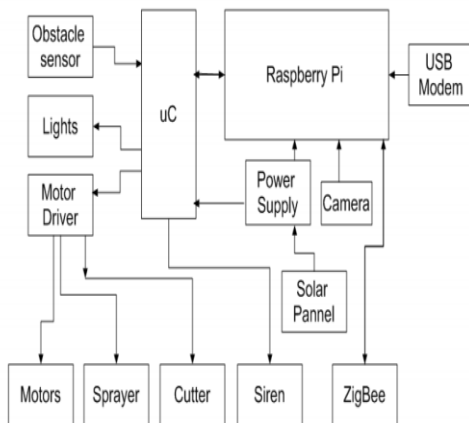 Obstacle
sensor
uC
Raspberry Pi
USB
Modem
Lights
Motor
Driver
Power
Supply
Camera
Solar
Pannel
Motors
Sprayer
Cutter
Siren
ZigBee